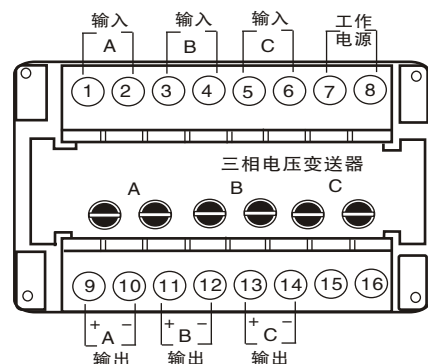 输入 输入 输入 工作
A B C 电源
1 2 3 4 5 6 7 8
三相电压变送器
A B C
9 10 11 12 13 14 15 16
+ - + - + -
A B C
输出 输出 输出